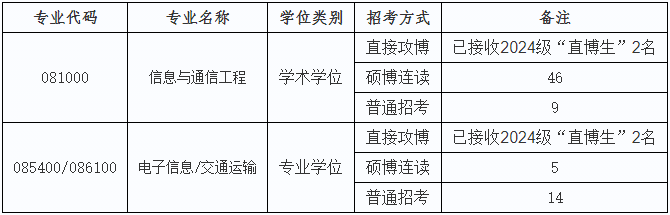 专业代码 专业名称 学位类别 招考方式 备注
081000 信息与通信工程 学术学位 直接攻博 已接收2024级“直博生”2名
硕博连读 46
普通招考 9
085400/086100 电子信息/交通运输 专业学位 直接攻博 已接收2024级“直博生”2名
硕博连读 5
普通招考 14